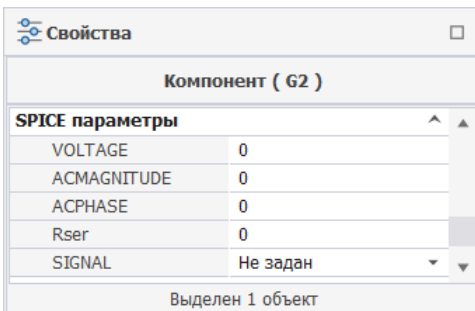 Свойства
Компонент ( G2 )
SPICE параметры
VOLTAGE 0
ACMAGNITUDE 0
ACPHASE 0
Rser 0
SIGNAL Не задан
Выделен 1 объект